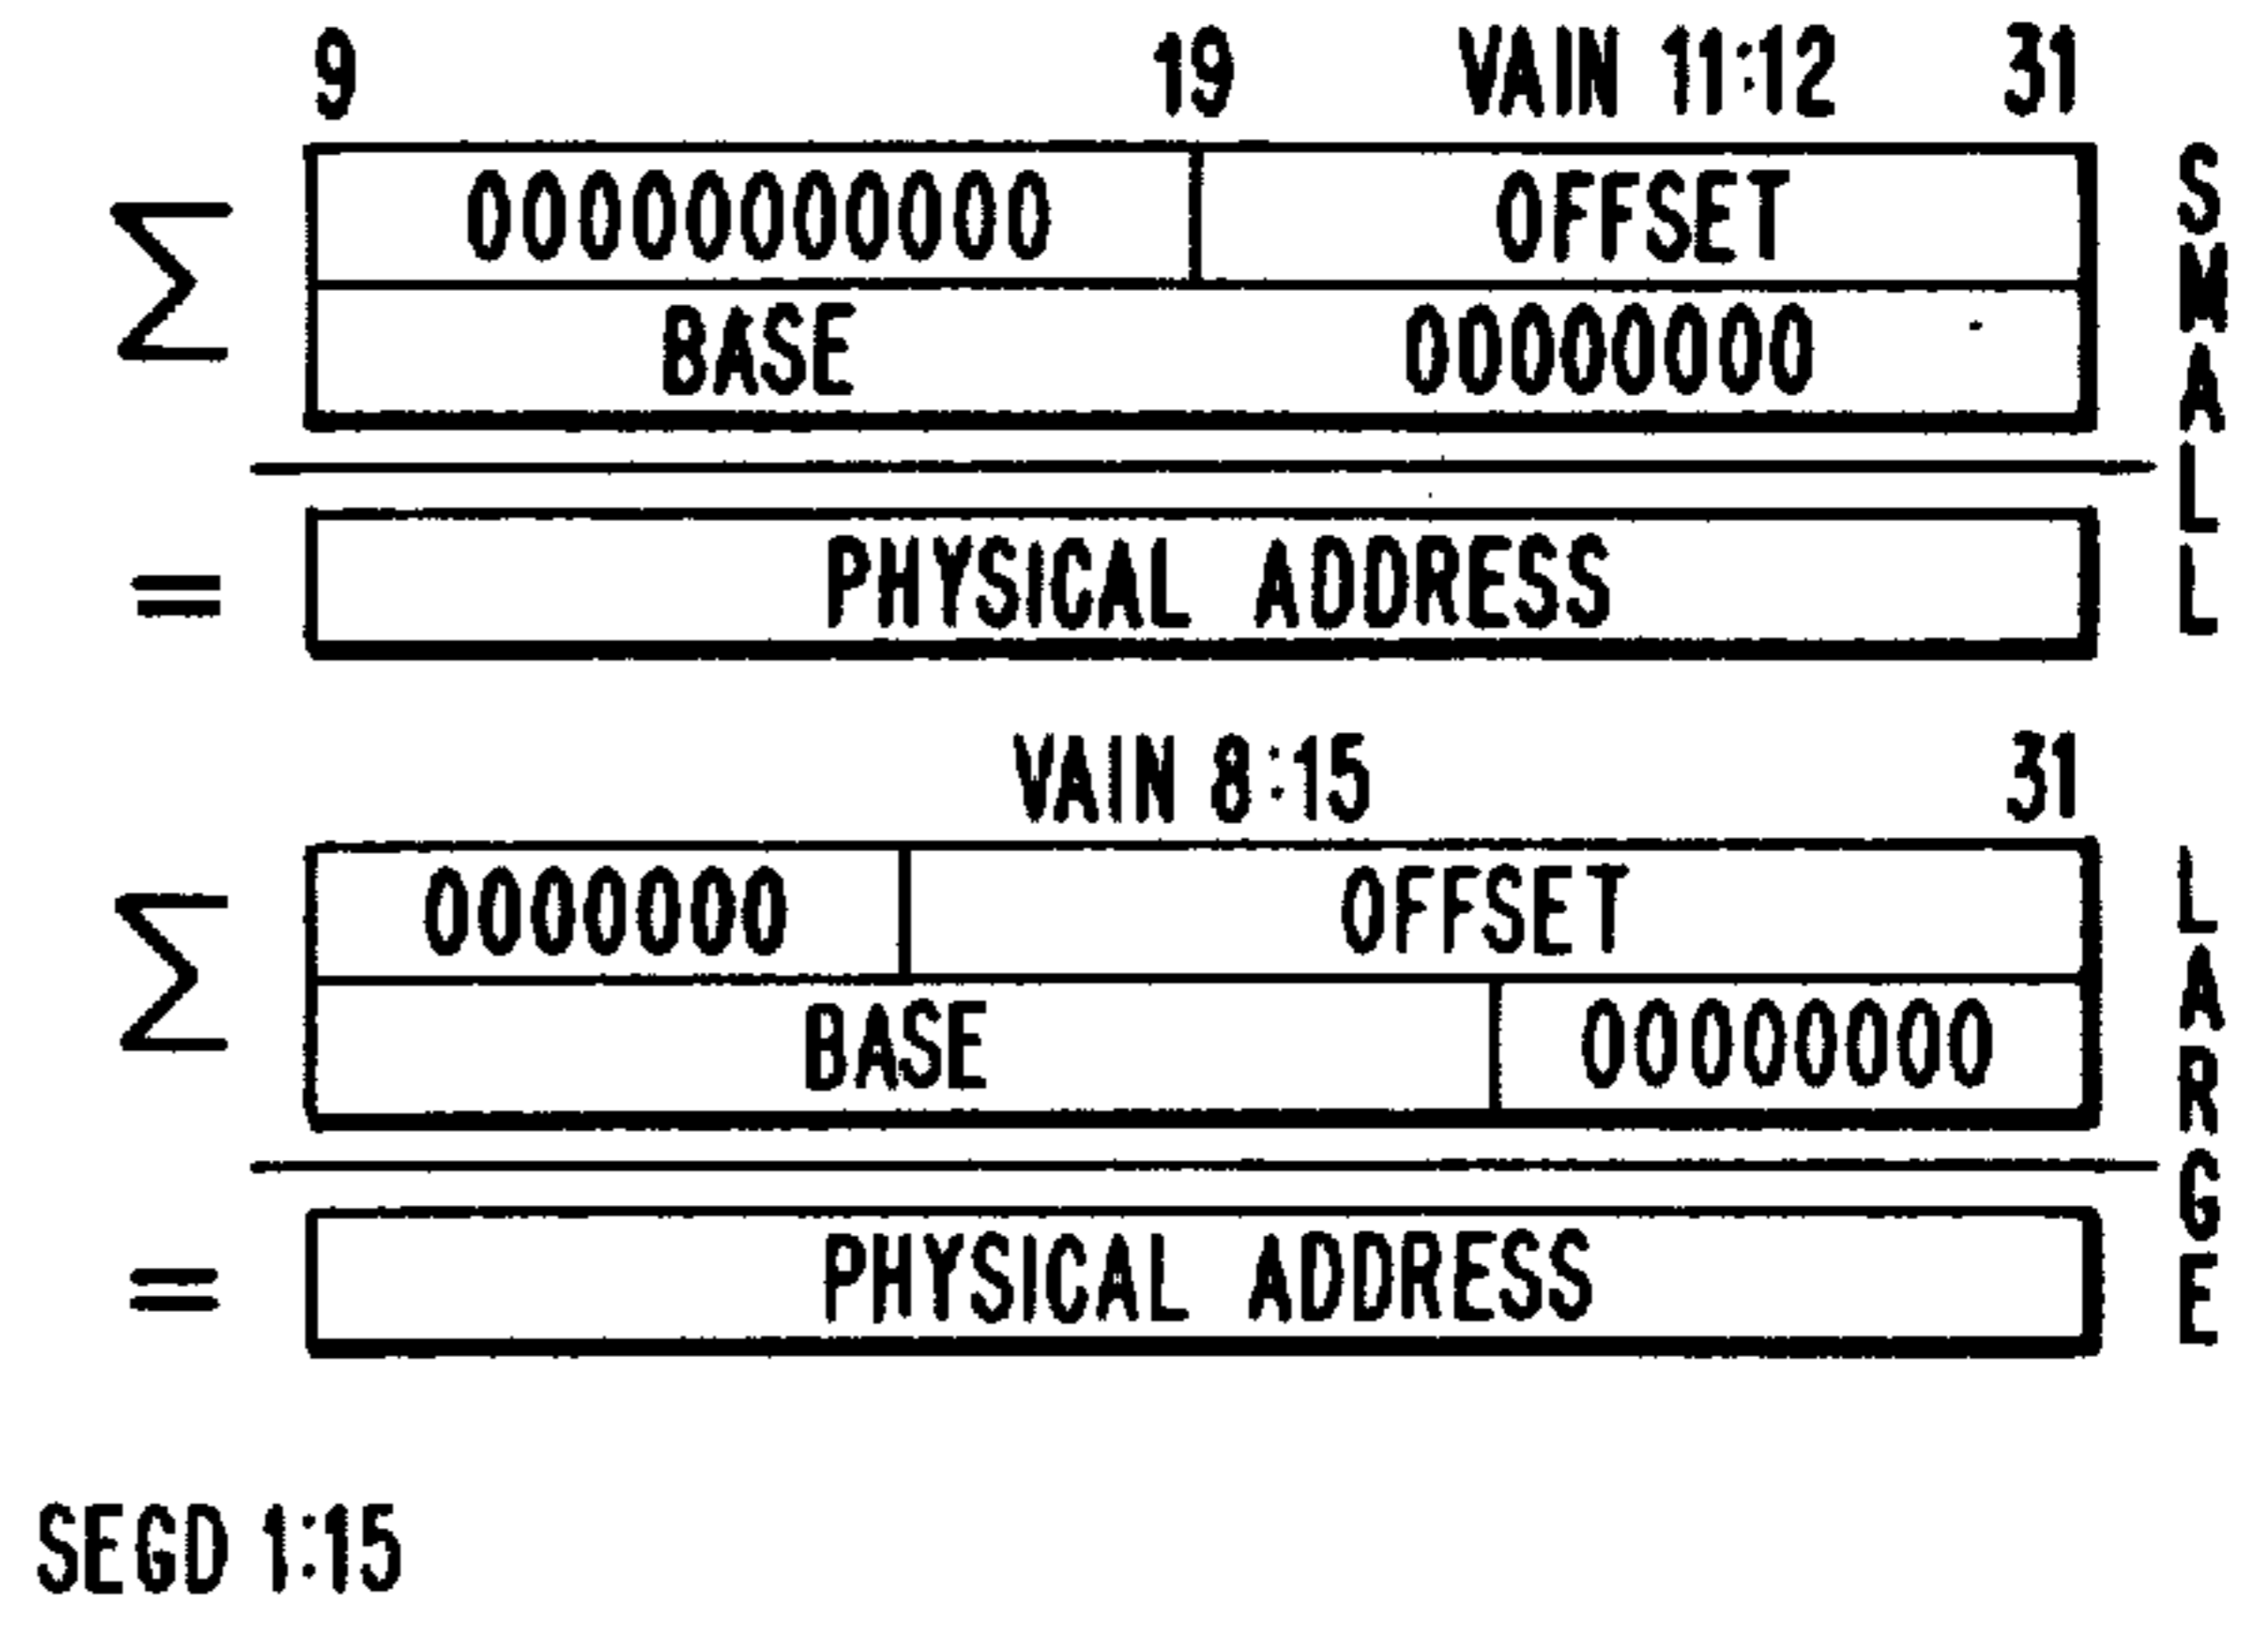 9 19 VAIN 11:12 31
00000000000 OFFSET
BASE 00000000
= PHYSICAL ADDRESS
SMALL
VAIN 8:15 31
0000000 OFFSET
BASE 00000000
= PHYSICAL ADDRESS
LARGE
SEGD 1:15